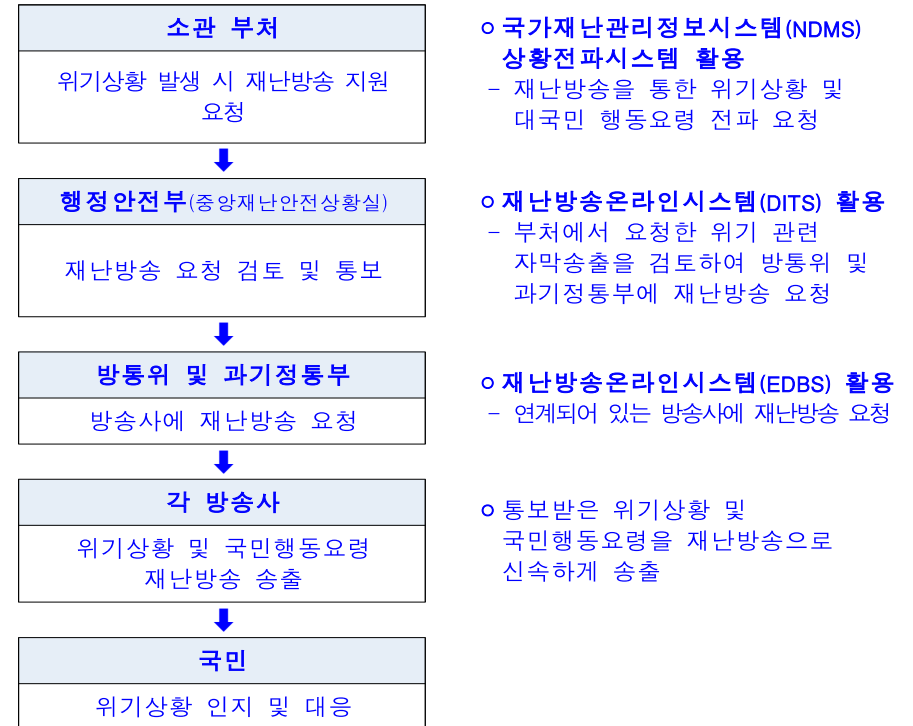 소관 부처
위기상황 발생 시 재난방송 지원
요청
ㅇ 국가재난관리정보시스템(NDMS)
상황전파시스템 활용
- 재난방송을 통한 위기상황 및
대국민 행동요령 전파 요청
행정안전부(중앙재난안전상황실)
재난방송 요청 검토 및 통보
ㅇ 재난방송온라인시스템(DITS) 활용
- 부처에서 요청한 위기 관련
자막송출을 검토하여 방통위 및
과기정통부에 재난방송 요청
방통위 및 과기정통부
방송사에 재난방송 요청
ㅇ 재난방송온라인시스템(EDBS) 활용
- 연계되어 있는 방송사에 재난방송 요청
각 방송사
위기상황 및 국민행동요령
재난방송 송출
ㅇ 통보받은 위기상황 및
국민행동요령을 재난방송으로
신속하게 송출
국민
위기상황 인지 및 대응